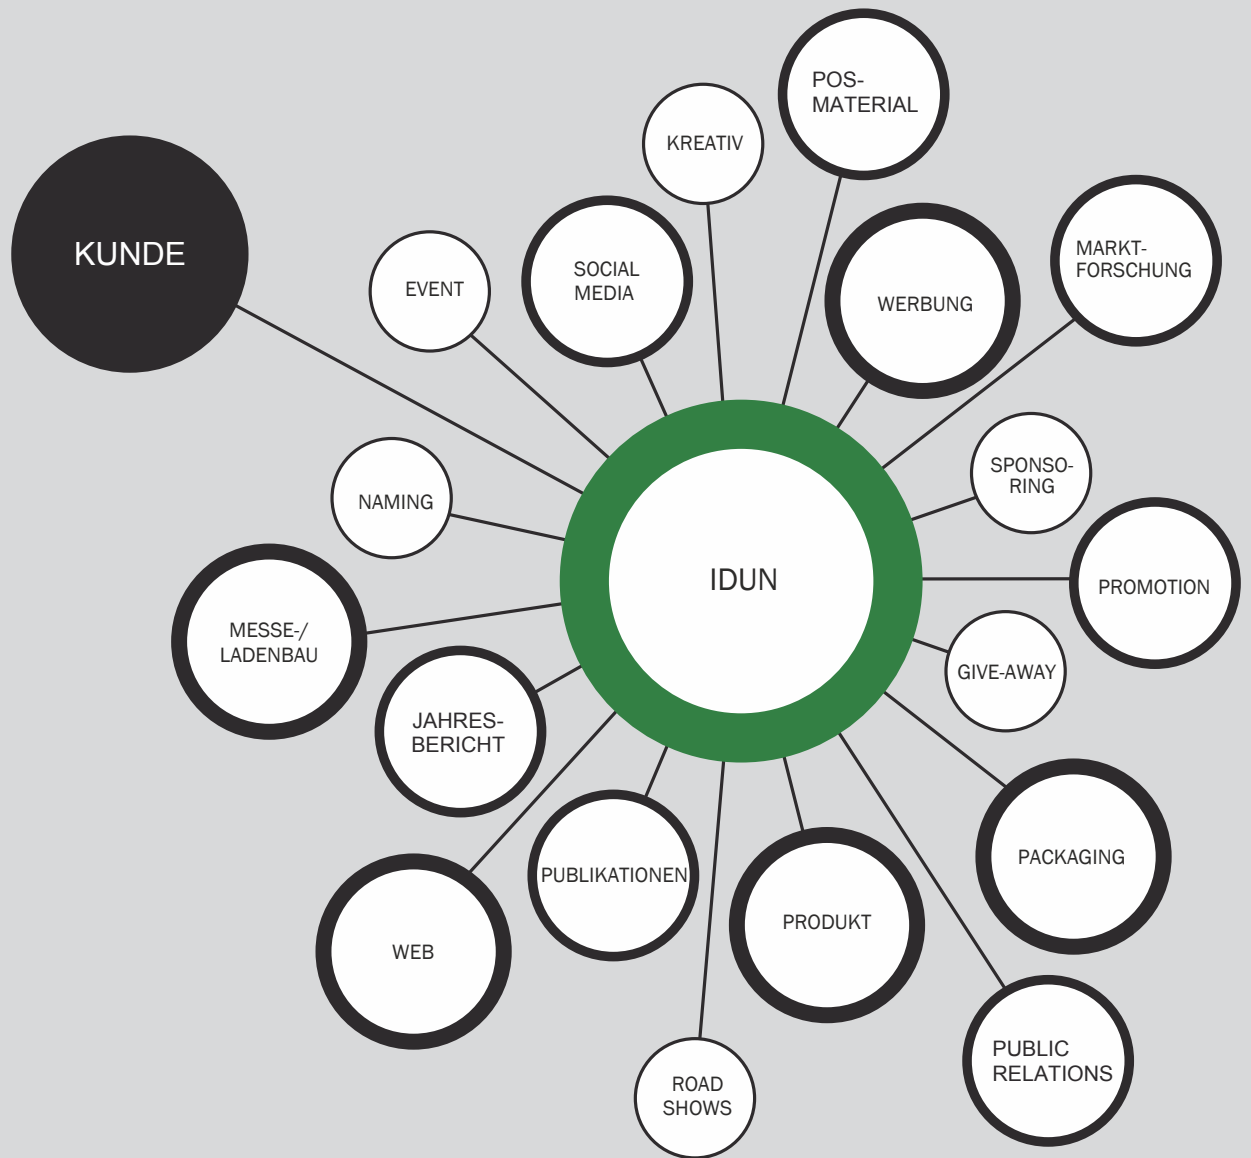 POS-
MATERIAL
KREATIV
KUNDE
SOCIAL
MEDIA
EVENT
WERBUNG
MARKT-
FORSCHUNG
NAMING
SPONSO-
RING
IDUN
PROMOTION
MESSE-/
LADENBAU
GIVE-AWAY
JAHRES-
BERICHT
PUBLIKATIONEN
PACKAGING
WEB
PRODUKT
ROAD
SHOWS
PUBLIC
RELATIONS